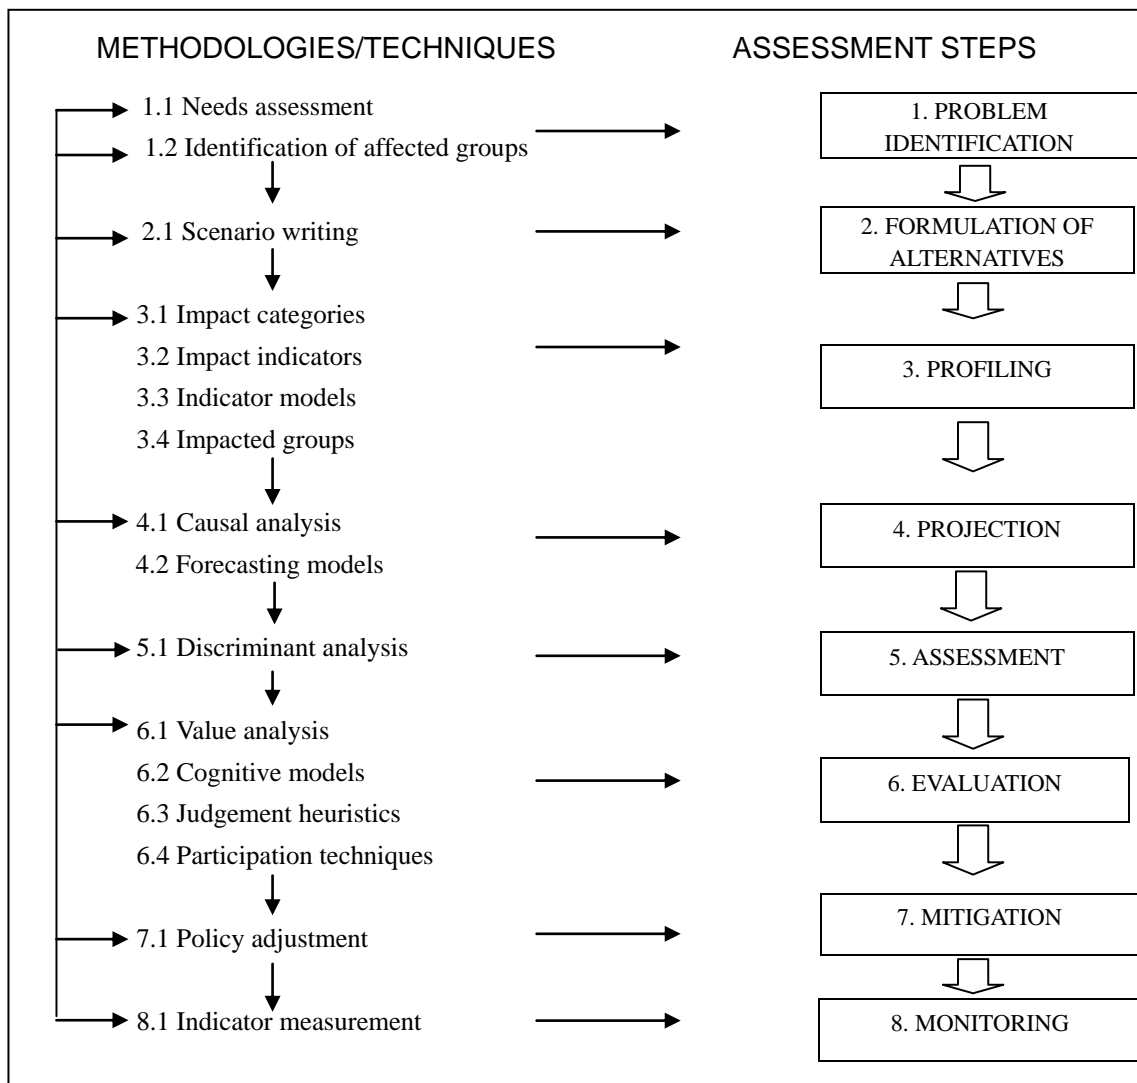 METHODOLOGIES/TECHNIQUES
ASSESSMENT STEPS
1.1 Needs assessment
1.2 Identification of affected groups
1. PROBLEM
IDENTIFICATION
2.1 Scenario writing
2. FORMULATION OF
ALTERNATIVES
3.1 Impact categories
3.2 Impact indicators
3.3 Indicator models
3.4 Impacted groups
3. PROFILING
4.1 Causal analysis
4.2 Forecasting models
4. PROJECTION
5.1 Discriminant analysis
5. ASSESSMENT
6.1 Value analysis
6.2 Cognitive models
6.3 Judgement heuristics
6.4 Participation techniques
6. EVALUATION
7.1 Policy adjustment
7. MITIGATION
8.1 Indicator measurement
8. MONITORING